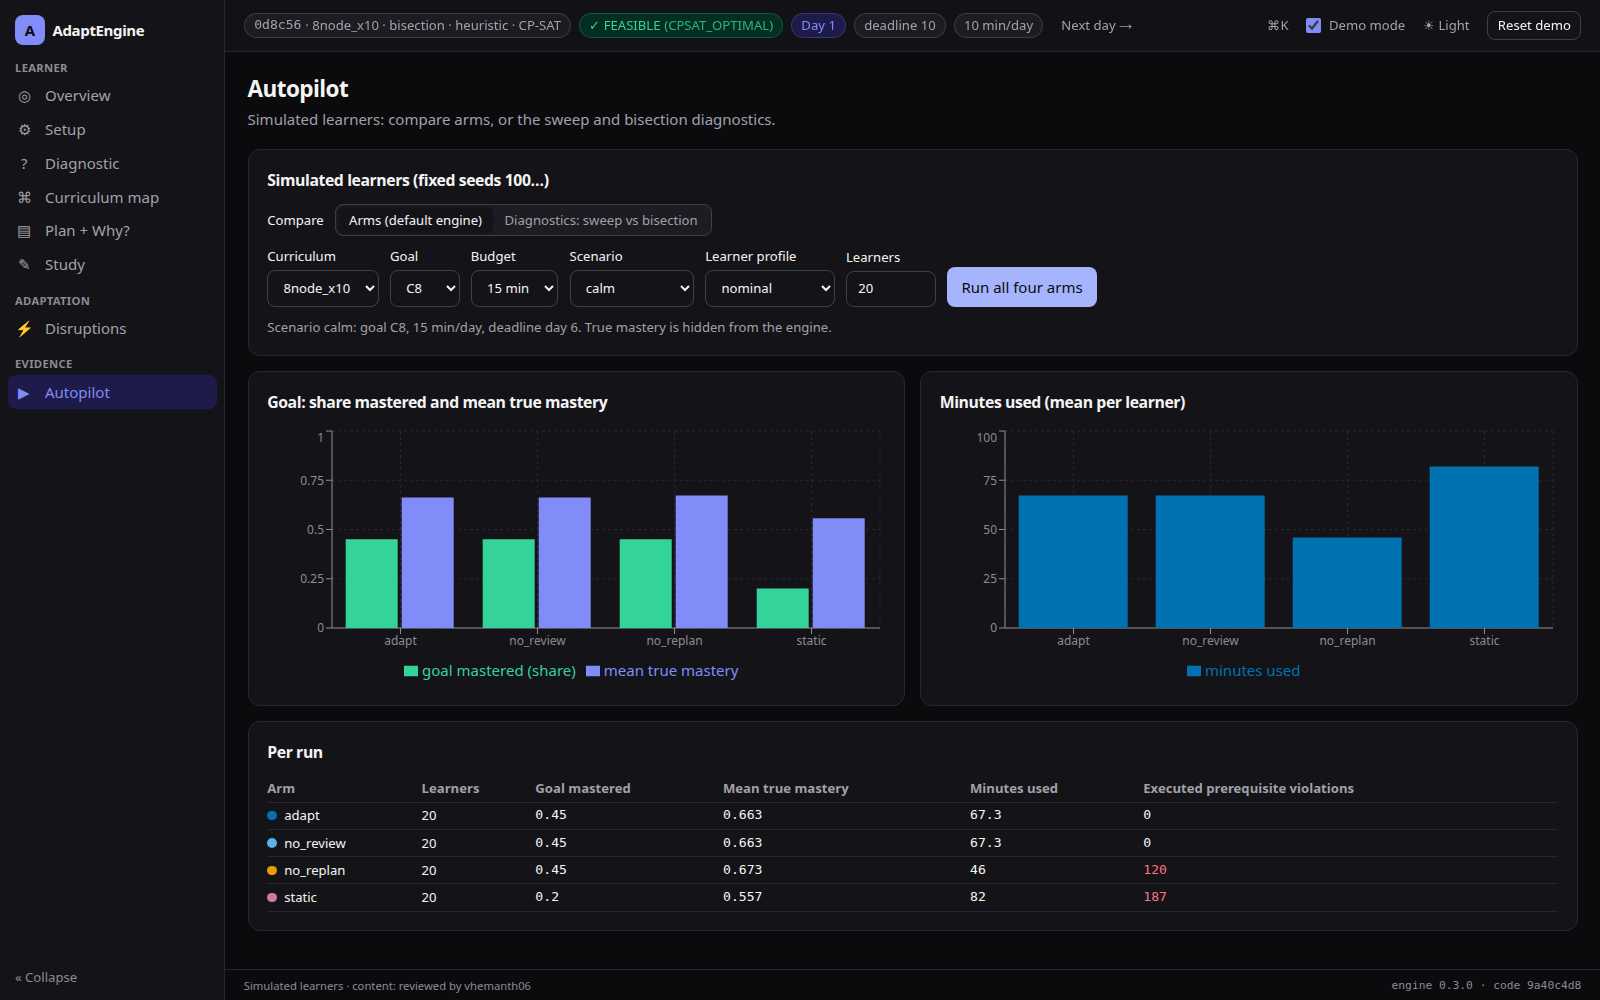 A AdaptEngine
LEARNER
◎ Overview
⚙ Setup
? Diagnostic
⌘ Curriculum map
▤ Plan + Why?
✎ Study
ADAPTATION
⚡ Disruptions
EVIDENCE
▶ Autopilot
« Collapse
0d8c56 · 8node_x10 · bisection · heuristic · CP-SAT ✓ FEASIBLE (CPSAT_OPTIMAL) Day 1 deadline 10 10 min/day Next day → ⌘K Demo mode ☀ Light Reset demo
Autopilot
Simulated learners: compare arms, or the sweep and bisection diagnostics.
Simulated learners (fixed seeds 100…)
Compare Arms (default engine) Diagnostics: sweep vs bisection
Curriculum Goal Budget Scenario Learner profile Learners
8node_x10 C8 15 min calm nominal 20 Run all four arms
Scenario calm: goal C8, 15 min/day, deadline day 6. True mastery is hidden from the engine.
Goal: share mastered and mean true mastery
1
0.75
0.5
0.25
0
adapt no_review no_replan static
goal mastered (share) mean true mastery
Minutes used (mean per learner)
100
75
50
25
0
adapt no_review no_replan static
minutes used
Per run
Arm Learners Goal mastered Mean true mastery Minutes used Executed prerequisite violations
adapt 20 0.45 0.663 67.3 0
no_review 20 0.45 0.663 67.3 0
no_replan 20 0.45 0.673 46 120
static 20 0.2 0.557 82 187
Simulated learners · content: reviewed by vhemanth06 engine 0.3.0 · code 9a40c4d8